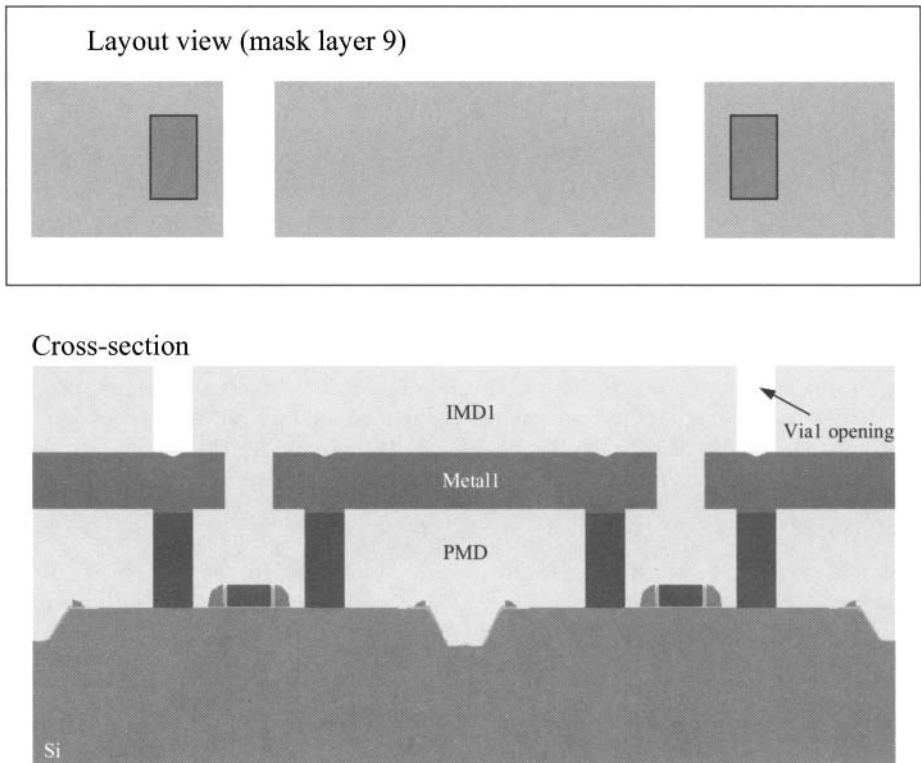 Layout view (mask layer 9)
Cross-section
IMD1
Via1 opening
Metal1
PMD
Si